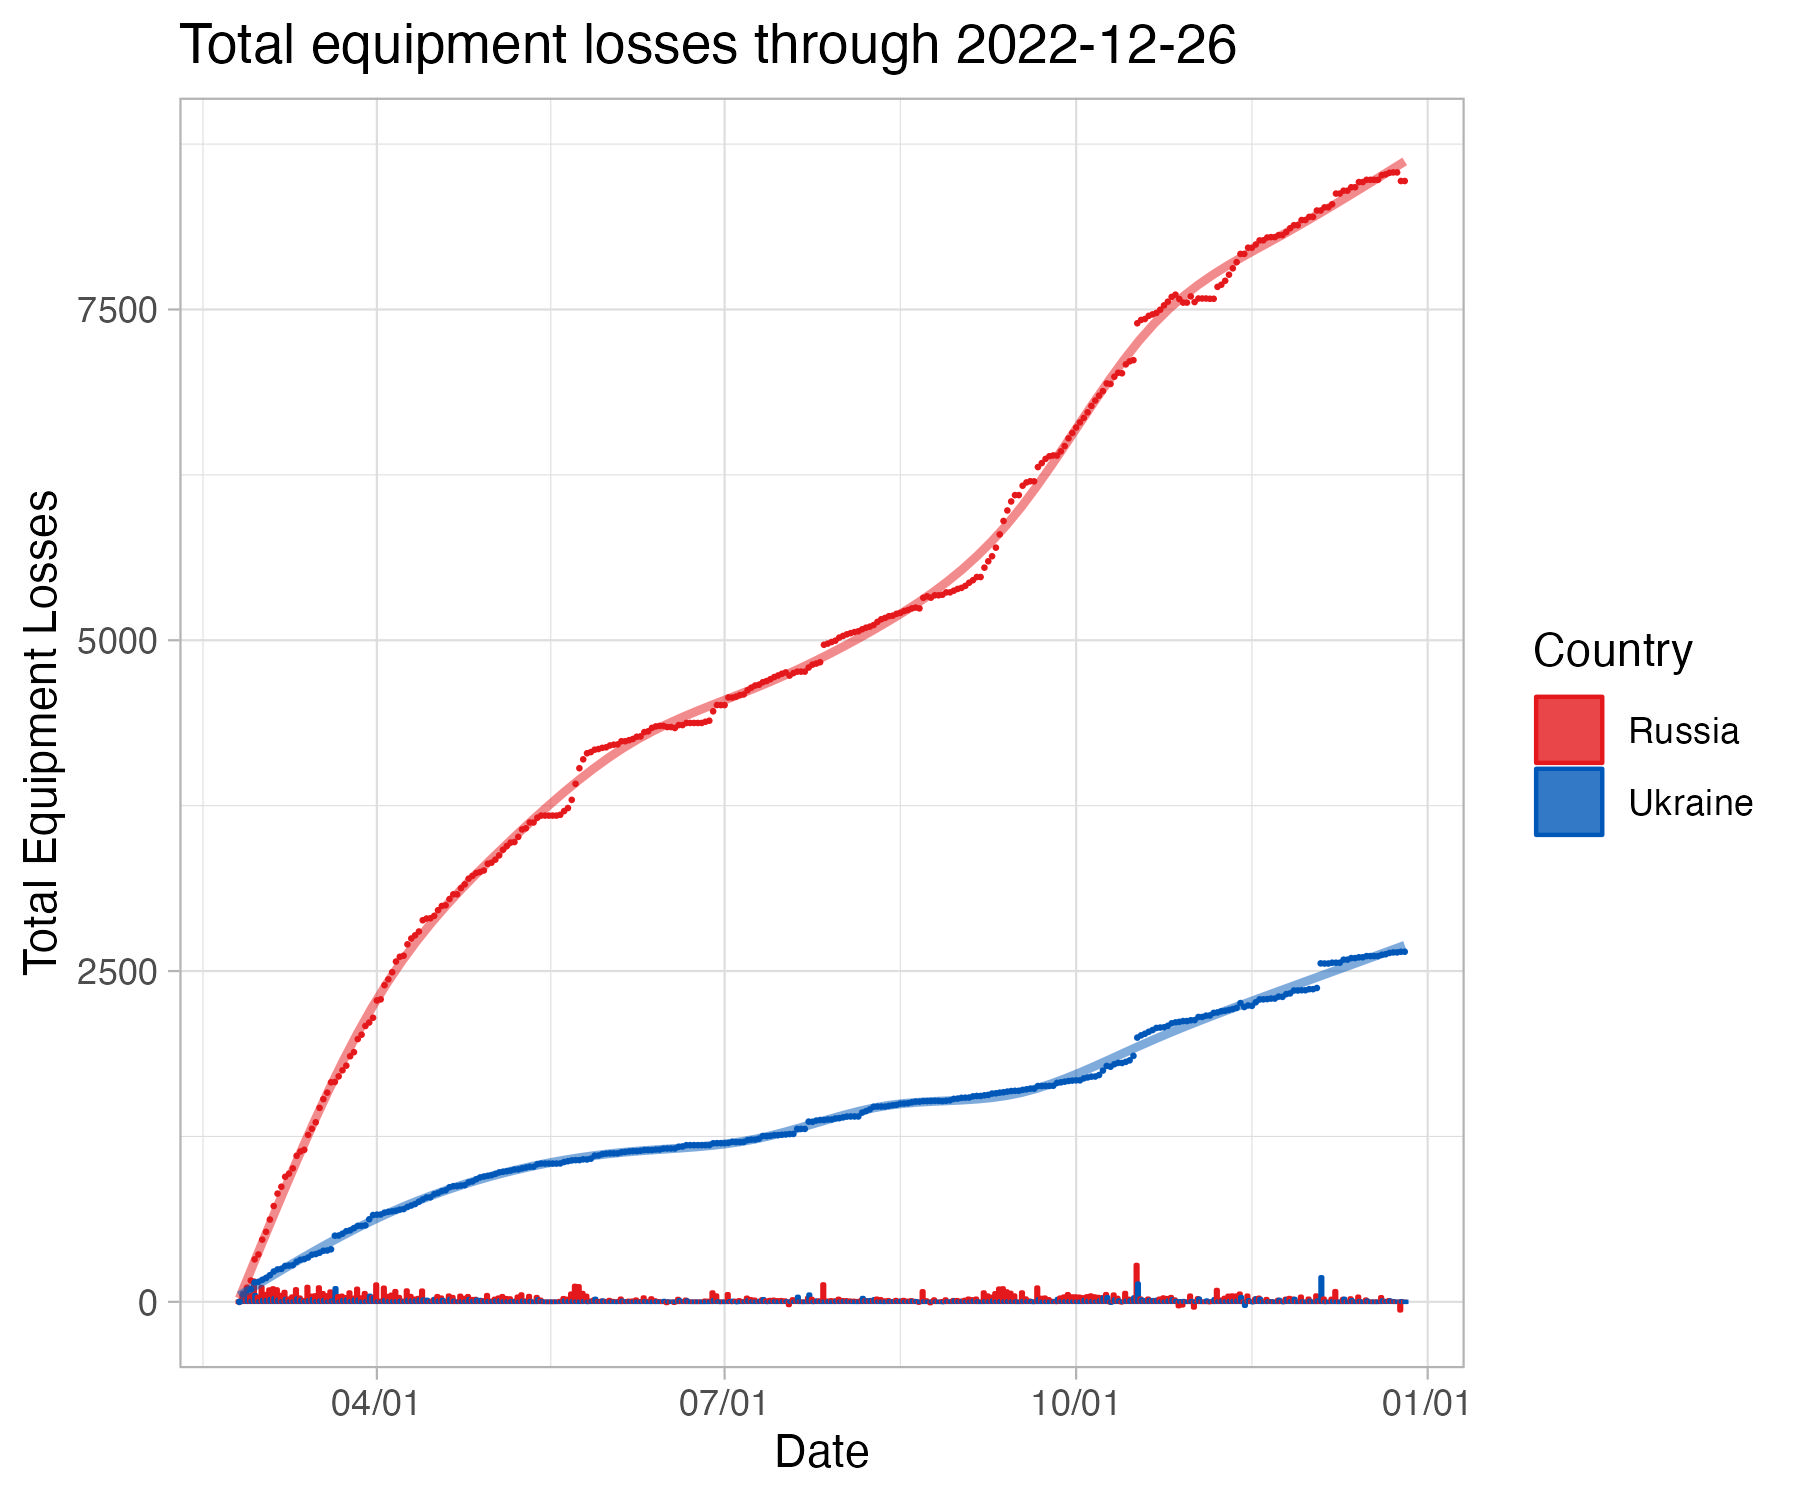 Total equipment losses through 2022-12-26
Total Equipment Losses
7500
5000
2500
0
04/01
07/01
10/01
01/01
Date
Country
Russia
Ukraine